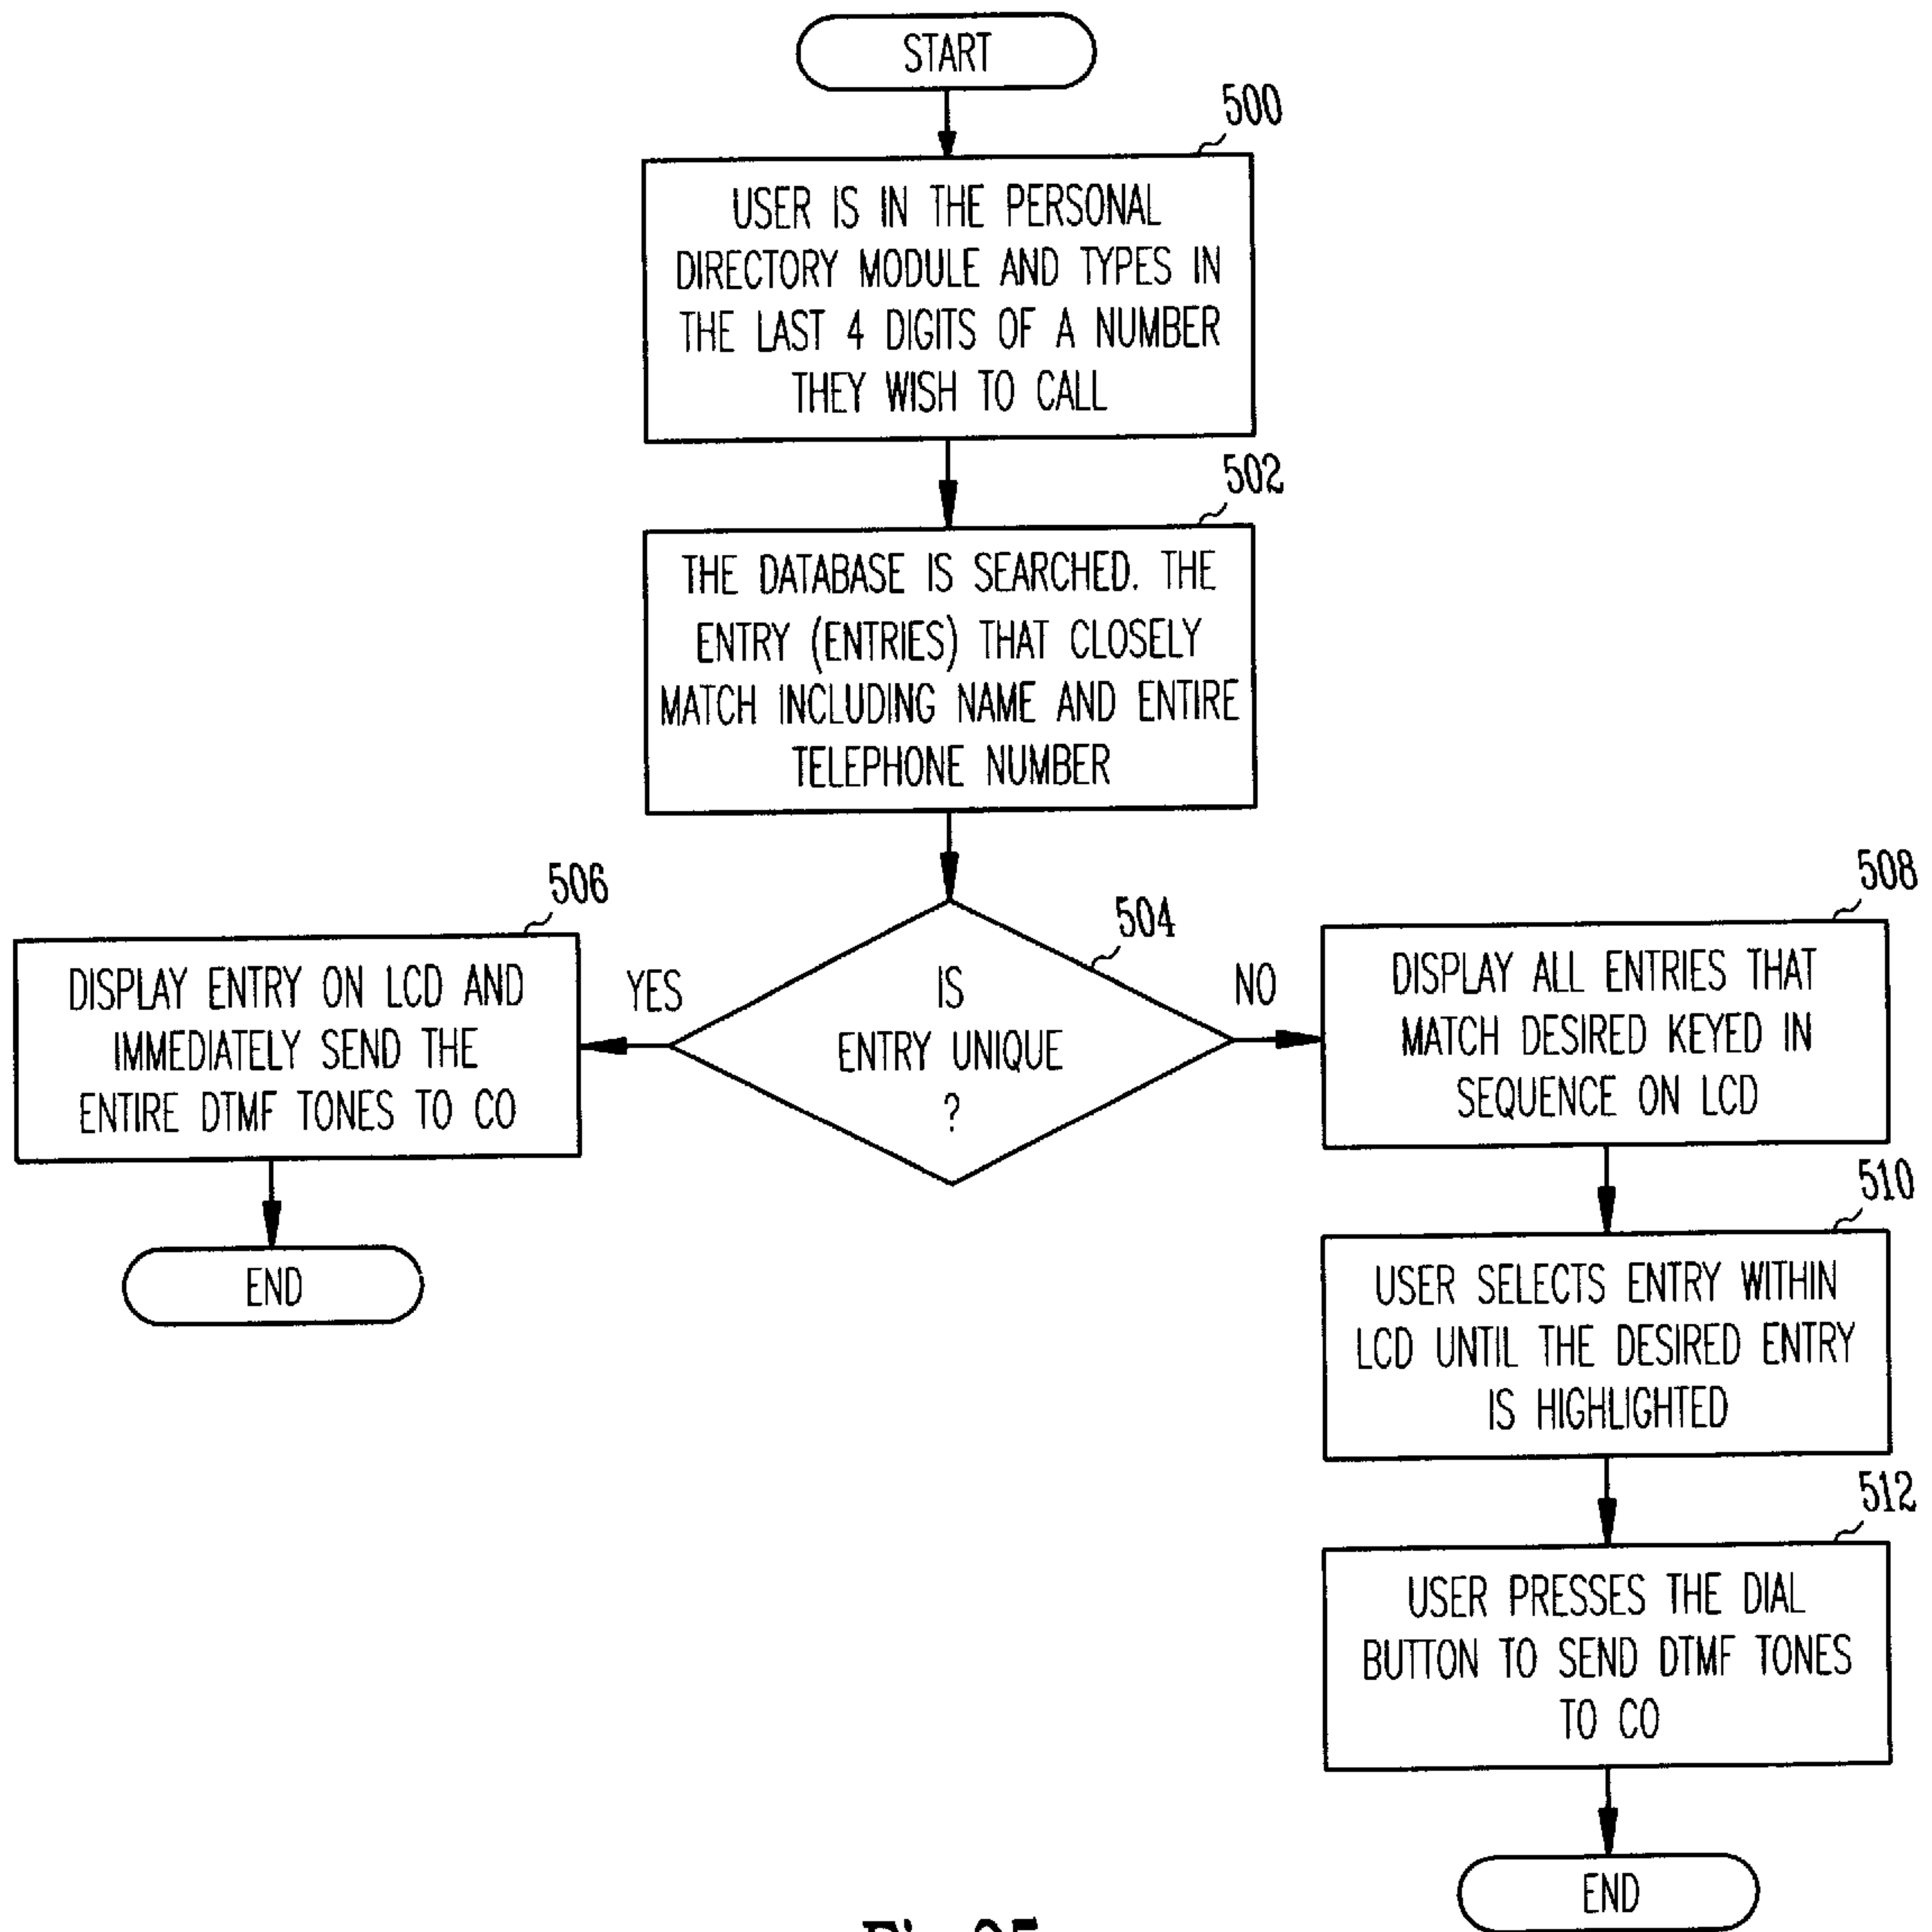 START
500
USER IS IN THE PERSONAL
DIRECTORY MODULE AND TYPES IN
THE LAST 4 DIGITS OF A NUMBER
THEY WISH TO CALL
502
THE DATABASE IS SEARCHED. THE
ENTRY (ENTRIES) THAT CLOSELY
MATCH INCLUDING NAME AND ENTIRE
TELEPHONE NUMBER
504
IS
ENTRY UNIQUE
?
YES
NO
506
DISPLAY ENTRY ON LCD AND
IMMEDIATELY SEND THE
ENTIRE DTMF TONES TO CO
END
508
DISPLAY ALL ENTRIES THAT
MATCH DESIRED KEYED IN
SEQUENCE ON LCD
510
USER SELECTS ENTRY WITHIN
LCD UNTIL THE DESIRED ENTRY
IS HIGHLIGHTED
512
USER PRESSES THE DIAL
BUTTON TO SEND DTMF TONES
TO CO
END